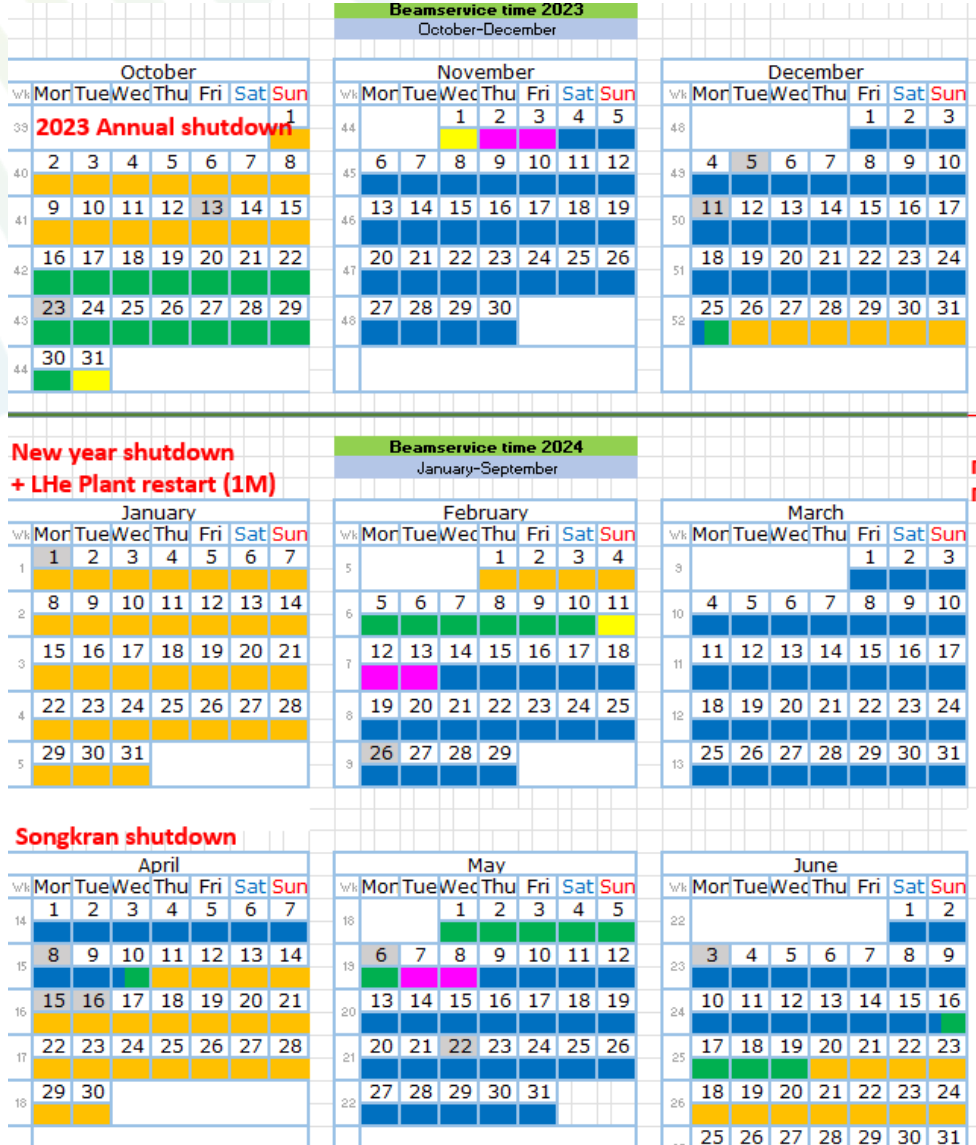 Beamservice time 2023
October-December
October
Wk Mon Tue Wed Thu Fri Sat Sun
39 1
2023 Annual shutdown
40 2 3 4 5 6 7 8
41 9 10 11 12 13 14 15
42 16 17 18 19 20 21 22
43 23 24 25 26 27 28 29
44 30 31
November
Wk Mon Tue Wed Thu Fri Sat Sun
44 1 2 3 4 5
45 6 7 8 9 10 11 12
46 13 14 15 16 17 18 19
47 20 21 22 23 24 25 26
48 27 28 29 30
December
Wk Mon Tue Wed Thu Fri Sat Sun
48 1 2 3
49 4 5 6 7 8 9 10
50 11 12 13 14 15 16 17
51 18 19 20 21 22 23 24
52 25 26 27 28 29 30 31
New year shutdown
+ LHe Plant restart (1M)
Beamservice time 2024
January-September
January
Wk Mon Tue Wed Thu Fri Sat Sun
1 1 2 3 4 5 6 7
2 8 9 10 11 12 13 14
3 15 16 17 18 19 20 21
4 22 23 24 25 26 27 28
5 29 30 31
February
Wk Mon Tue Wed Thu Fri Sat Sun
5 1 2 3 4
6 5 6 7 8 9 10 11
7 12 13 14 15 16 17 18
8 19 20 21 22 23 24 25
9 26 27 28 29
March
Wk Mon Tue Wed Thu Fri Sat Sun
9 1 2 3
10 4 5 6 7 8 9 10
11 11 12 13 14 15 16 17
12 18 19 20 21 22 23 24
13 25 26 27 28 29 30 31
Songkran shutdown
April
Wk Mon Tue Wed Thu Fri Sat Sun
14 1 2 3 4 5 6 7
15 8 9 10 11 12 13 14
16 15 16 17 18 19 20 21
17 22 23 24 25 26 27 28
18 29 30
May
Wk Mon Tue Wed Thu Fri Sat Sun
18 1 2 3 4 5
19 6 7 8 9 10 11 12
20 13 14 15 16 17 18 19
21 20 21 22 23 24 25 26
22 27 28 29 30 31
June
Wk Mon Tue Wed Thu Fri Sat Sun
22 1 2
23 3 4 5 6 7 8 9
24 10 11 12 13 14 15 16
25 17 18 19 20 21 22 23
26 18 19 20 21 22 23 24
25 26 27 28 29 30 31